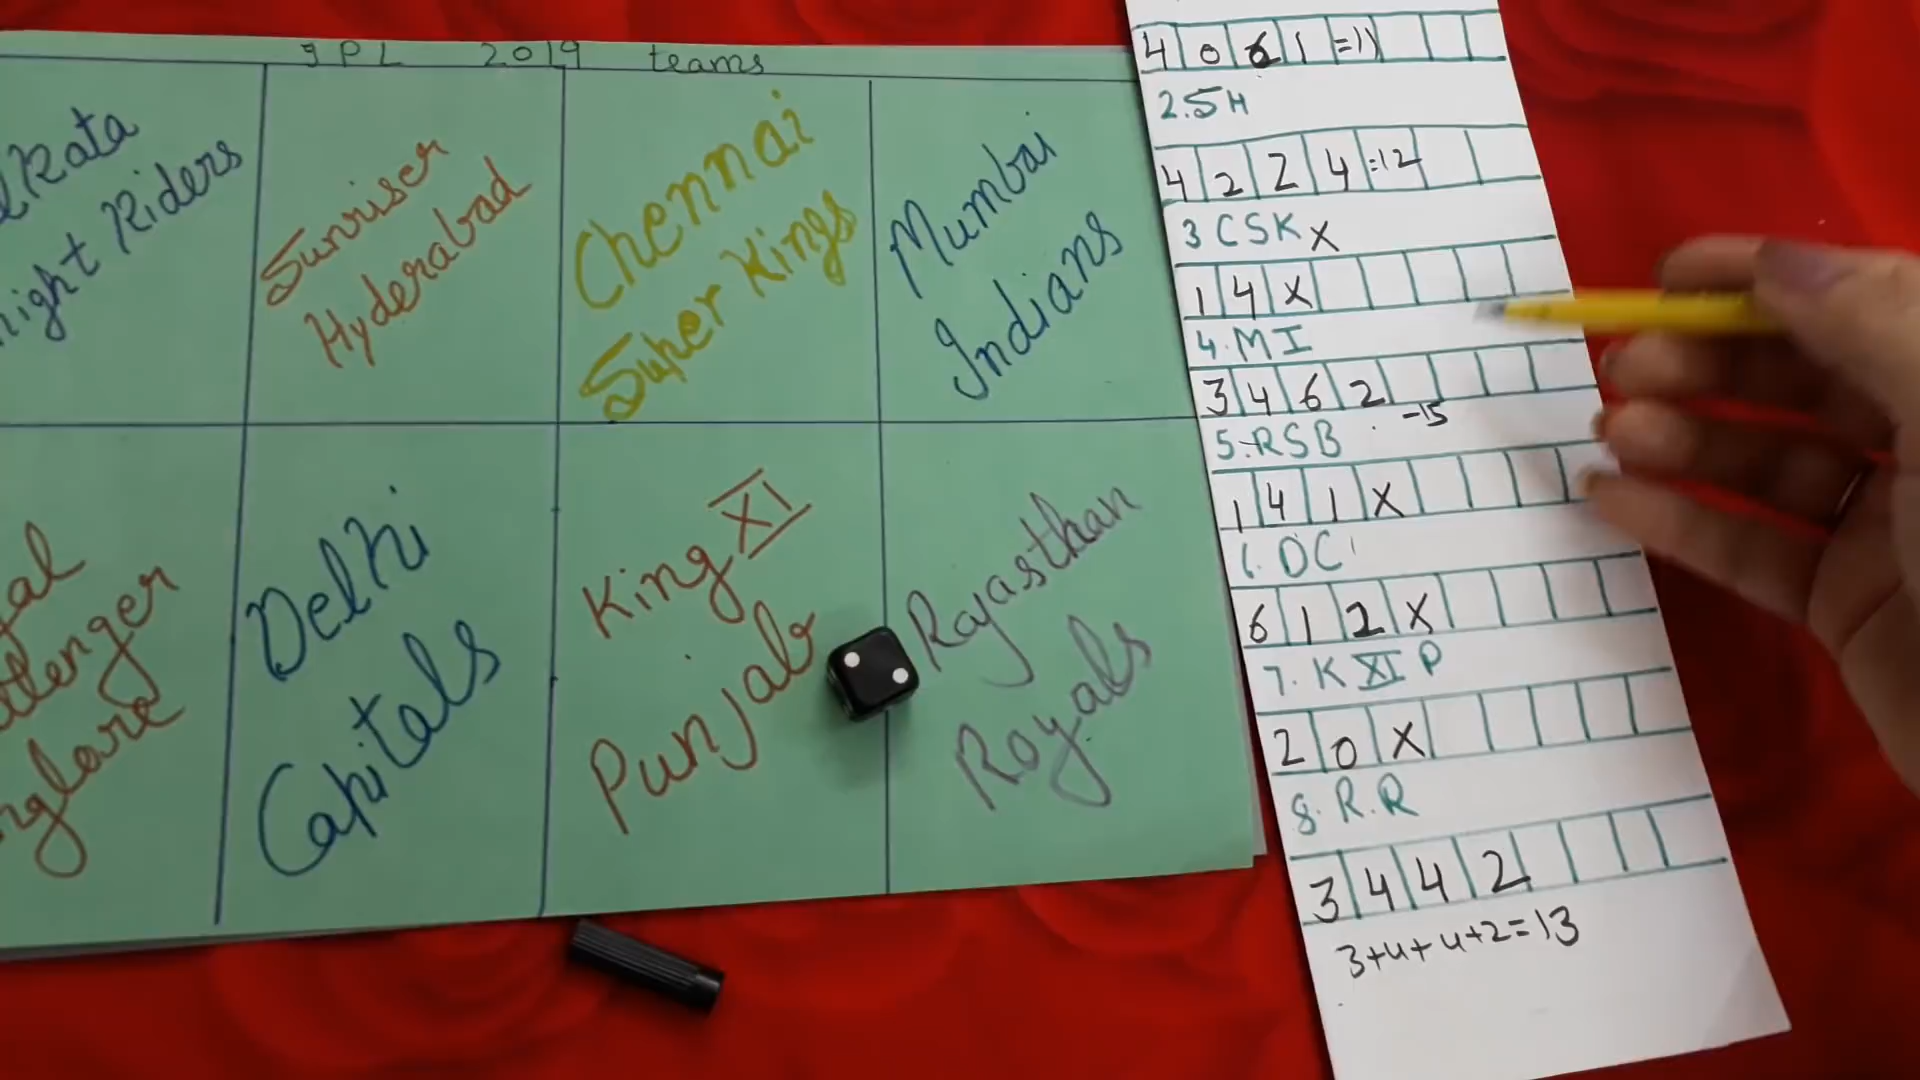 IPL 2019 teams
lkata
night Riders
Sunriser
Hyderabad
Chennai
Super Kings
Mumbai
Indians
al
llenger
nglare
Delhi
Capitals
King XI
Punjab
Rajasthan
Royals
4 0 6 1 =11
2.SH
4 2 2 4 =12
3 CSK X
1 4 X
4.MI
3 4 6 2
-15
5.RSB
1 4 1 X
6. DC
6 1 2 X
7. K XI P
2 0 X
8. R.R
3 4 4 2
3+4+4+2=13